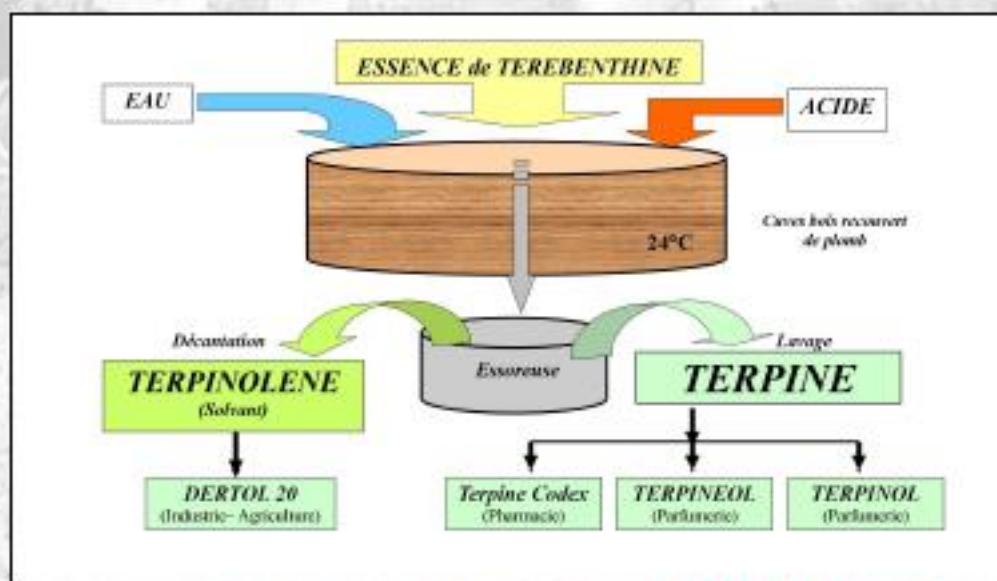 ESSENCE de TEREBENTHINE
EAU
ACIDE
24°C
Cuves bois recouvert
de plomb
Décantation
Lavage
Essoreuse
TERPINOLENE
(Solvant)
TERPINE
DERTOL 20
(Industrie- Agriculture)
Terpine Codex
(Pharmacie)
TERPINEOL
(Parfumerie)
TERPINOL
(Parfumerie)